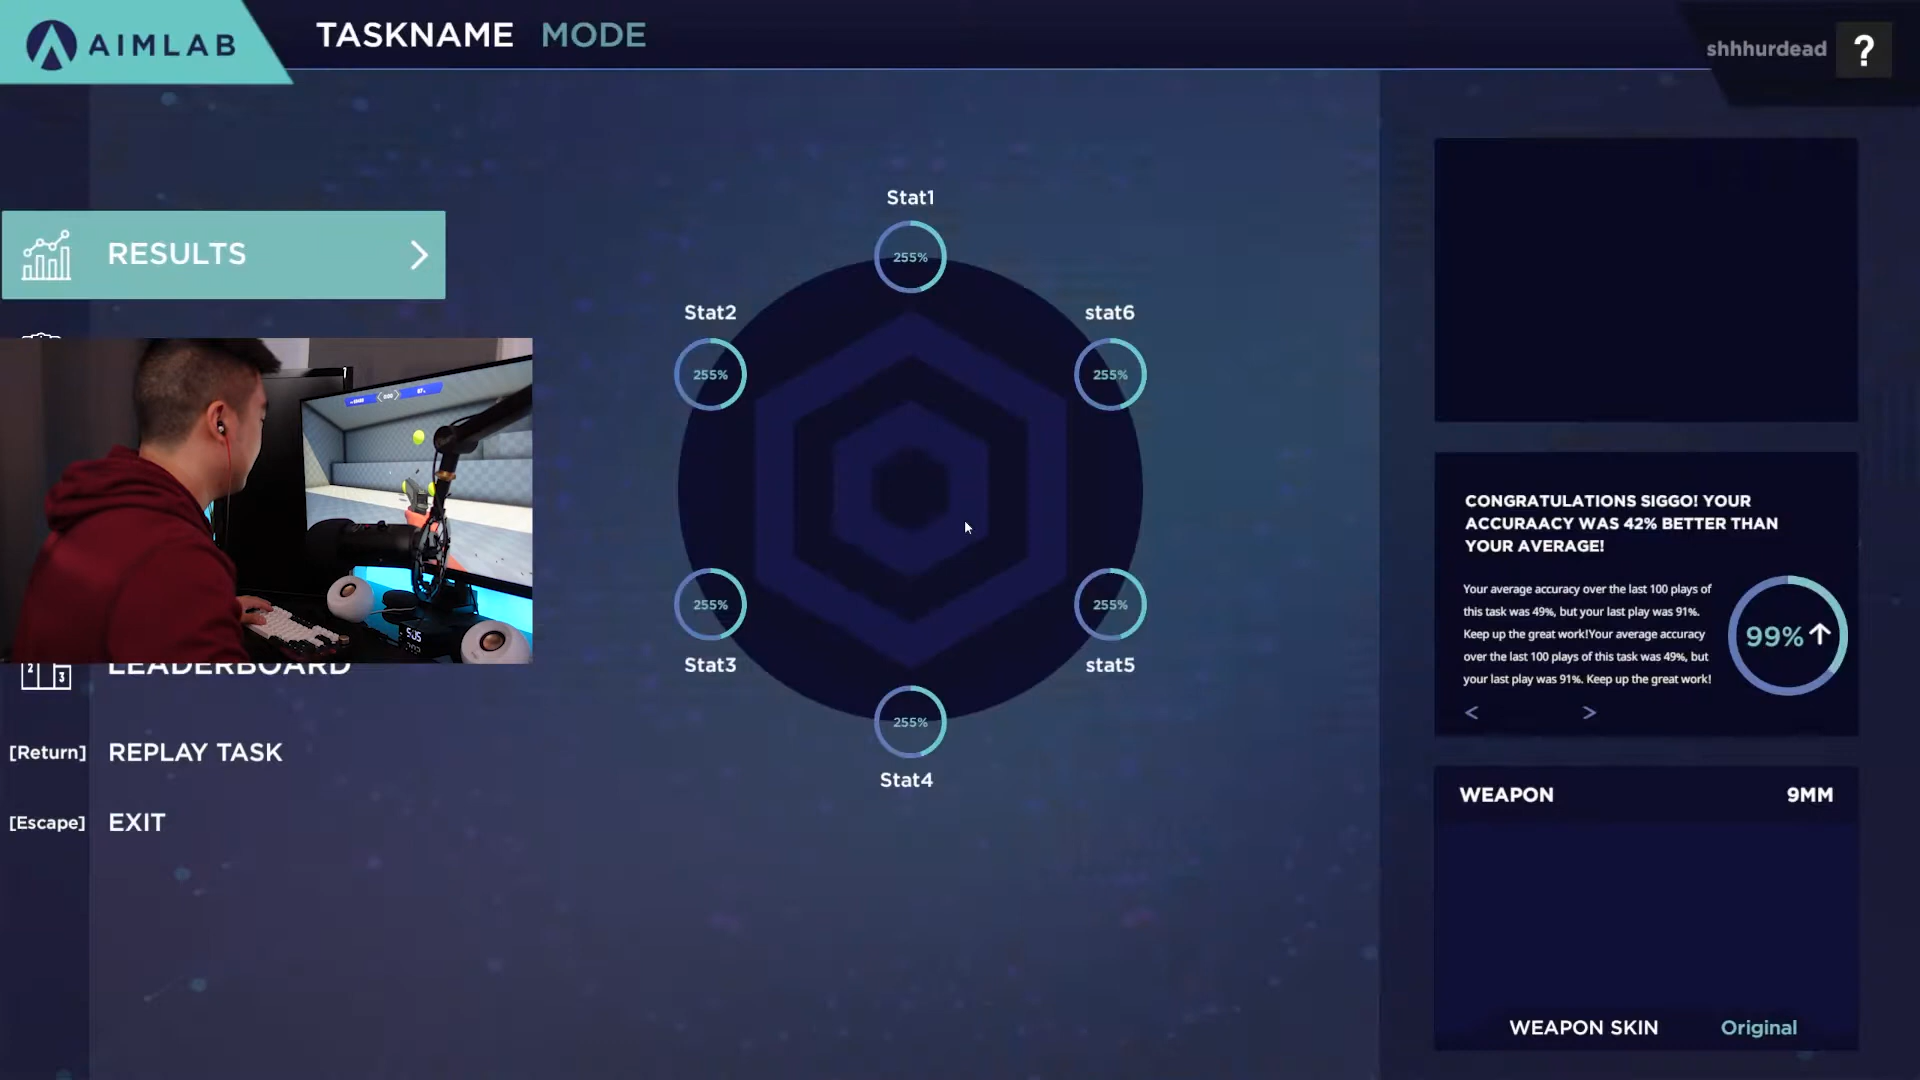 AIMLAB
TASKNAME MODE
shhhurdead ?
RESULTS
LEADERBOARD
[Return] REPLAY TASK
[Escape] EXIT
Stat1
255%
Stat2
255%
stat6
255%
255%
Stat3
255%
stat5
255%
Stat4
CONGRATULATIONS SIGGO! YOUR
ACCURAACY WAS 42% BETTER THAN
YOUR AVERAGE!
Your average accuracy over the last 100 plays of
this task was 49%, but your last play was 91%.
Keep up the great work!Your average accuracy
over the last 100 plays of this task was 49%, but
your last play was 91%. Keep up the great work!
99%
< >
WEAPON 9MM
WEAPON SKIN Original